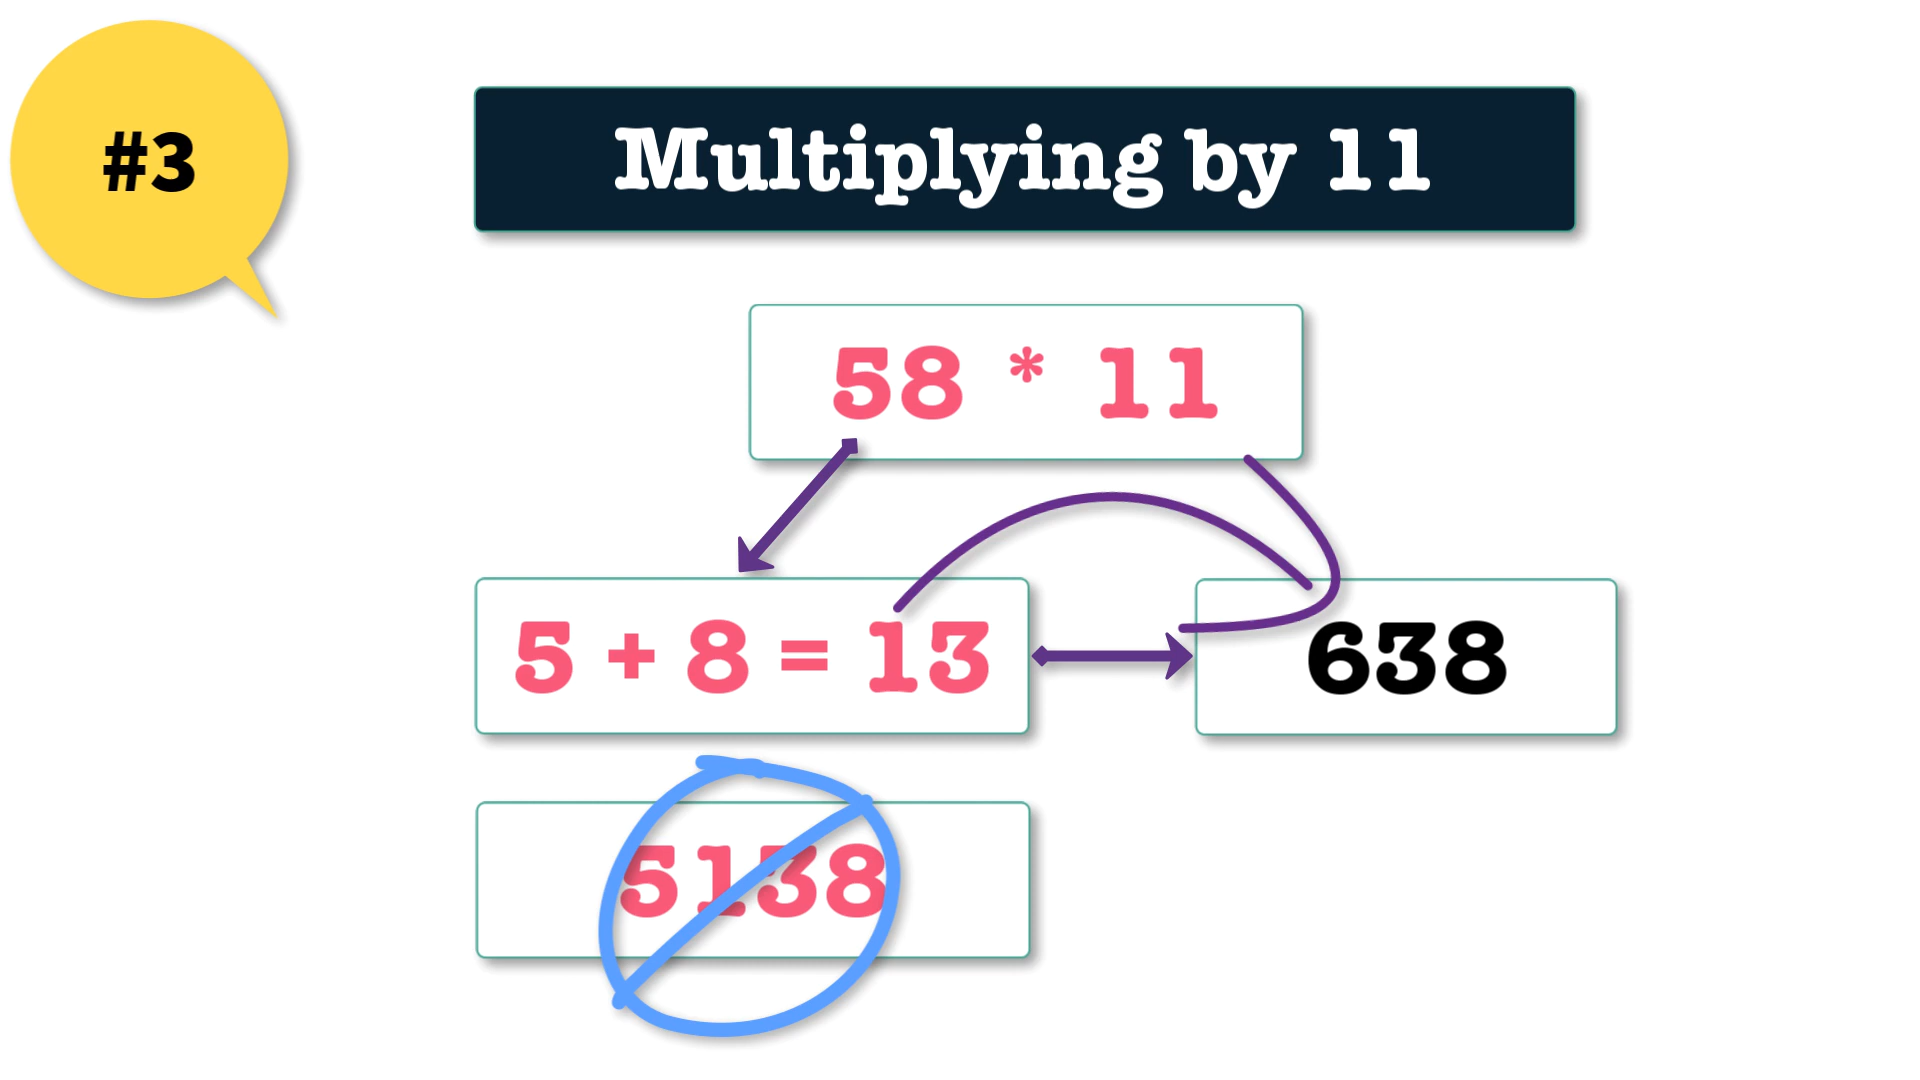 #3
Multiplying by 11
58 * 11
5 + 8 = 13
638
5138